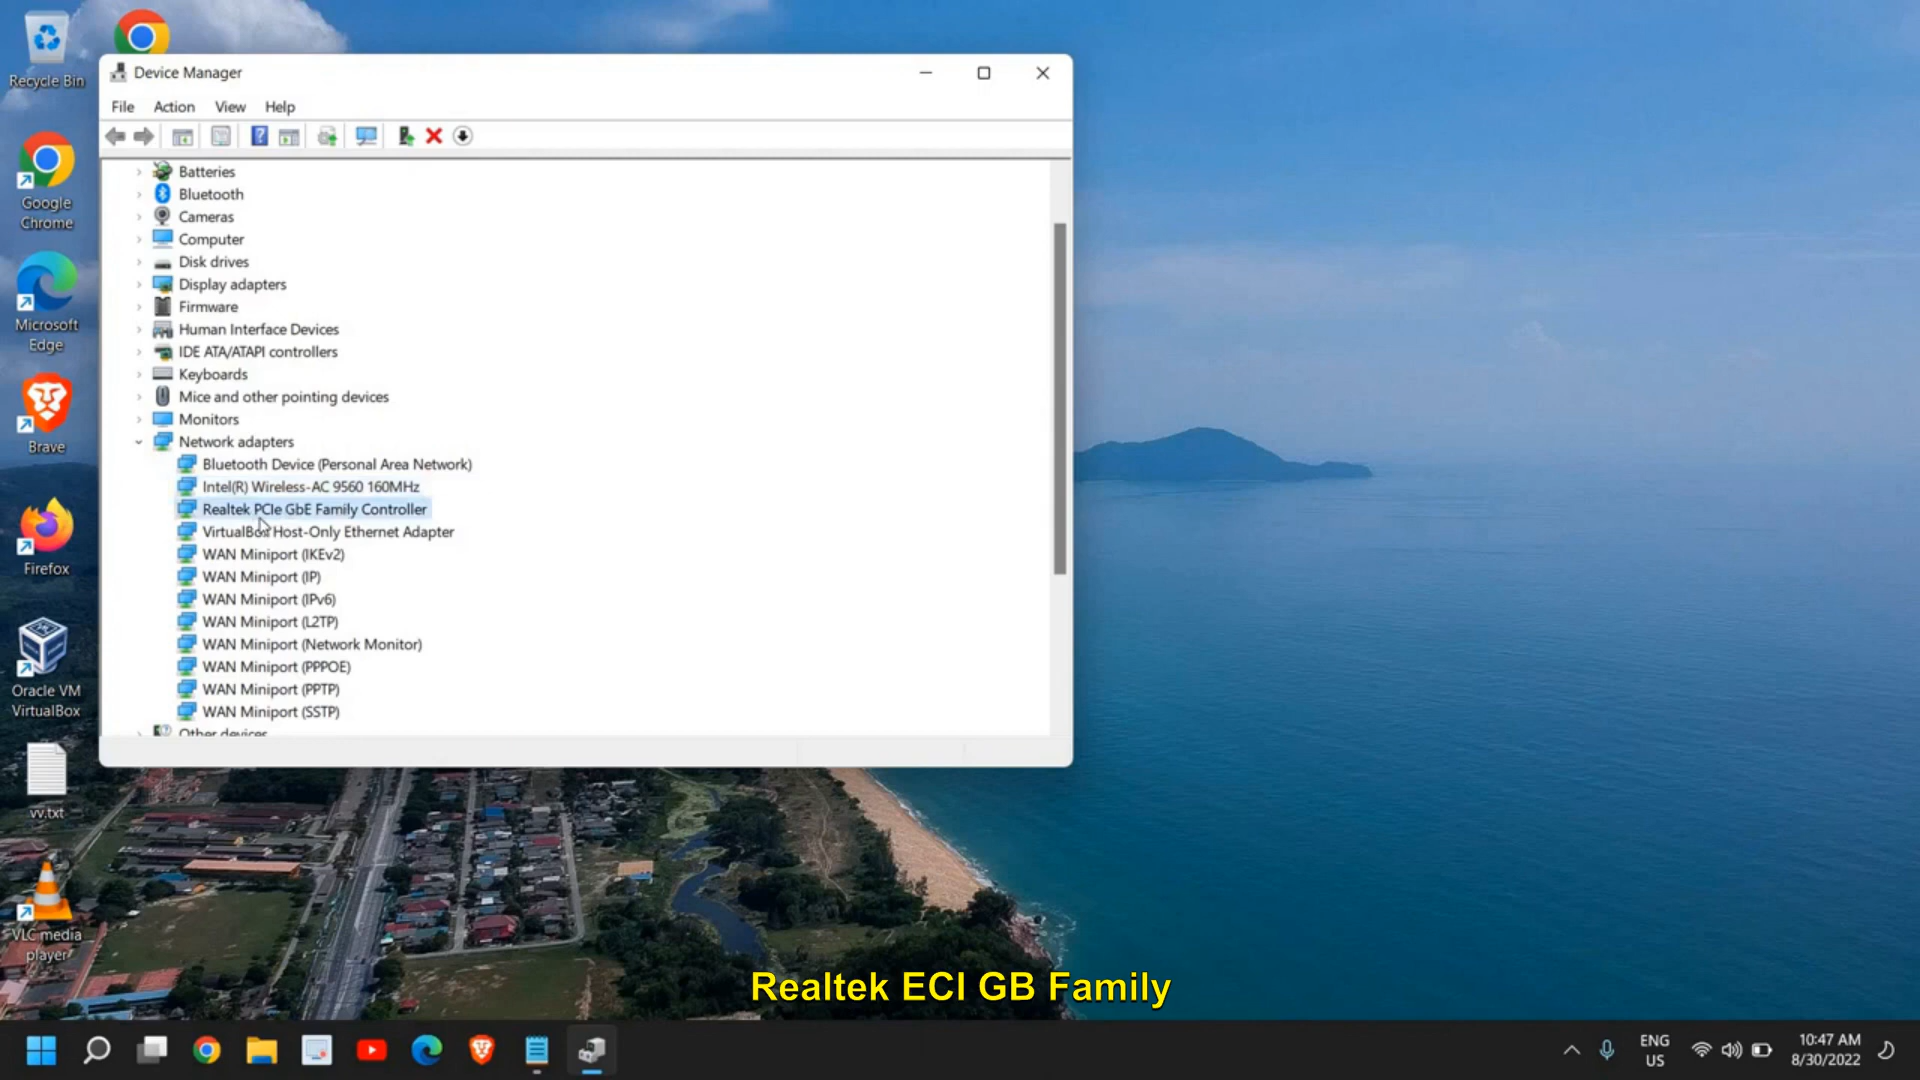 Recycle Bin
Google
Chrome
Microsoft
Edge
Brave
Firefox
Oracle VM
VirtualBox
vv.txt
VLC media
player
Device Manager
File Action View Help
Batteries
Bluetooth
Cameras
Computer
Disk drives
Display adapters
Firmware
Human Interface Devices
IDE ATA/ATAPI controllers
Keyboards
Mice and other pointing devices
Monitors
Network adapters
Bluetooth Device (Personal Area Network)
Intel(R) Wireless-AC 9560 160MHz
Realtek PCIe GbE Family Controller
VirtualBox Host-Only Ethernet Adapter
WAN Miniport (IKEv2)
WAN Miniport (IP)
WAN Miniport (IPv6)
WAN Miniport (L2TP)
WAN Miniport (Network Monitor)
WAN Miniport (PPPOE)
WAN Miniport (PPTP)
WAN Miniport (SSTP)
Other devices
Realtek ECI GB Family
ENG
US
10:47 AM
8/30/2022